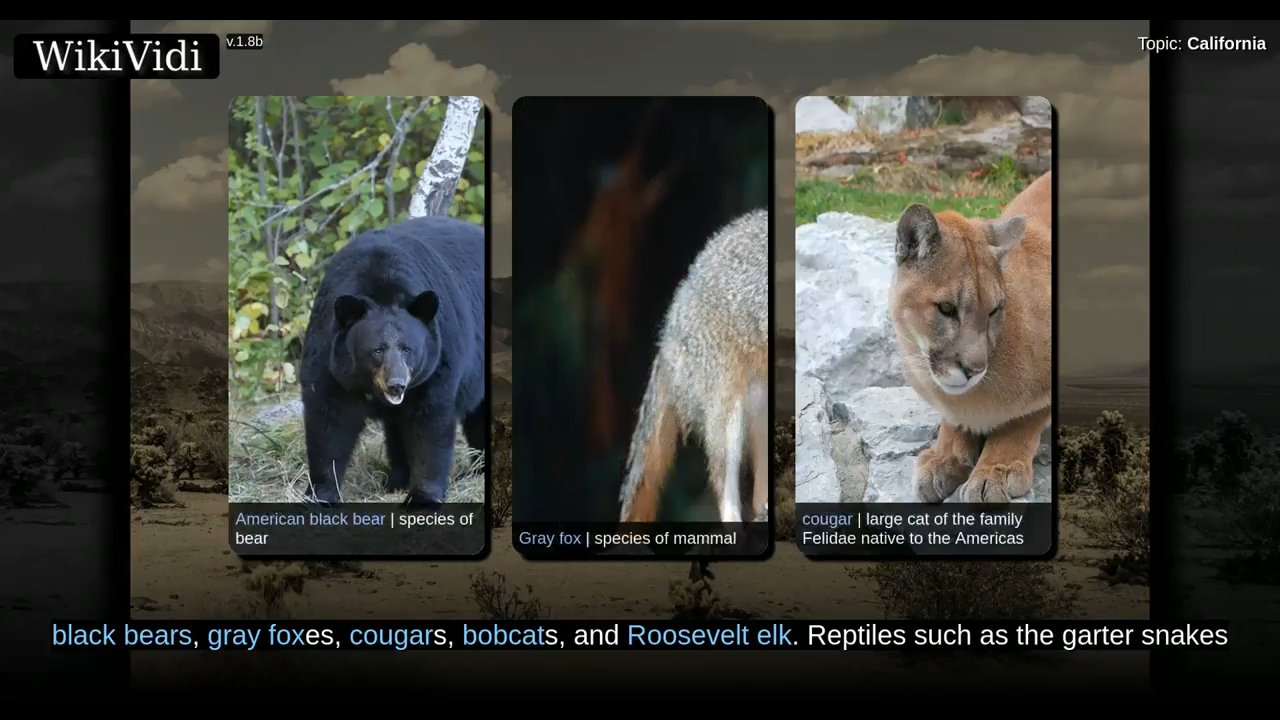 WikiVidi
v.1.8b
Topic: California
American black bear | species of
bear
Gray fox | species of mammal
cougar | large cat of the family
Felidae native to the Americas
black bears, gray foxes, cougars, bobcats, and Roosevelt elk. Reptiles such as the garter snakes